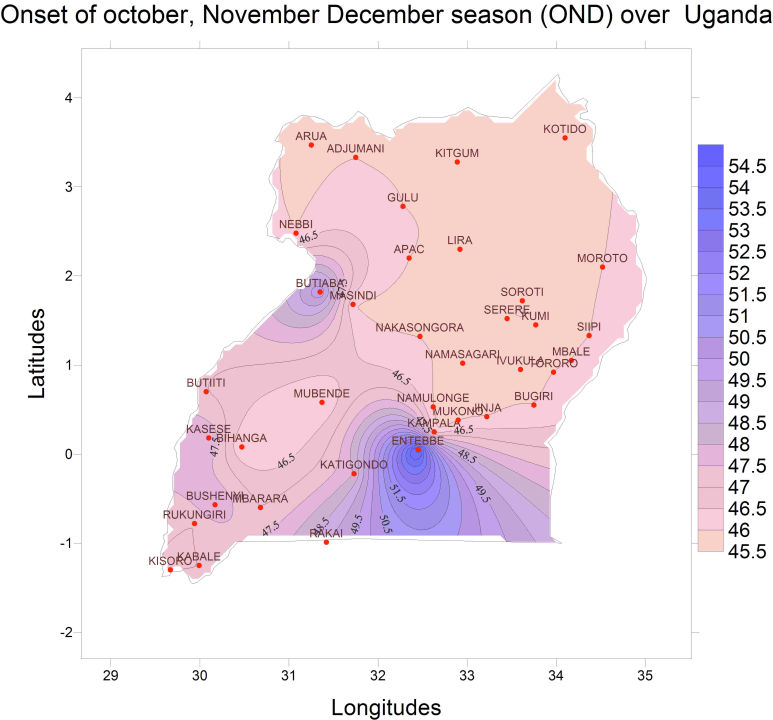 Onset of october, November December season (OND) over  Uganda
4
3
2
1
0
-1
-2
29
30
31
32
33
34
35
Latitudes
Longitudes
ARUA
ADJUMANI
KITGUM
KOTIDO
GULU
NEBBI
46.5
APAC
LIRA
MOROTO
BUTIABA
MASINDI
SOROTI
SERERE
KUMI
NAKASONGORA
SIIPI
NAMASAGARI
IVUKULA
MBALE
TORORO
46.5
BUTIITI
MUBENDE
NAMULONGE
MUKONO
JINJA
BUGIRI
KASESE
BIHANGA
47.5
KAMPALA
46.5
ENTEBBE
46.5
KATIGONDO
48.5
BUSHENYI
MBARARA
51.5
49.5
RUKUNGIRI
47.5
48.5
49.5
50.5
RAKAI
KISORO
KABALE
54.5
54
53.5
53
52.5
52
51.5
51
50.5
50
49.5
49
48.5
48
47.5
47
46.5
46
45.5